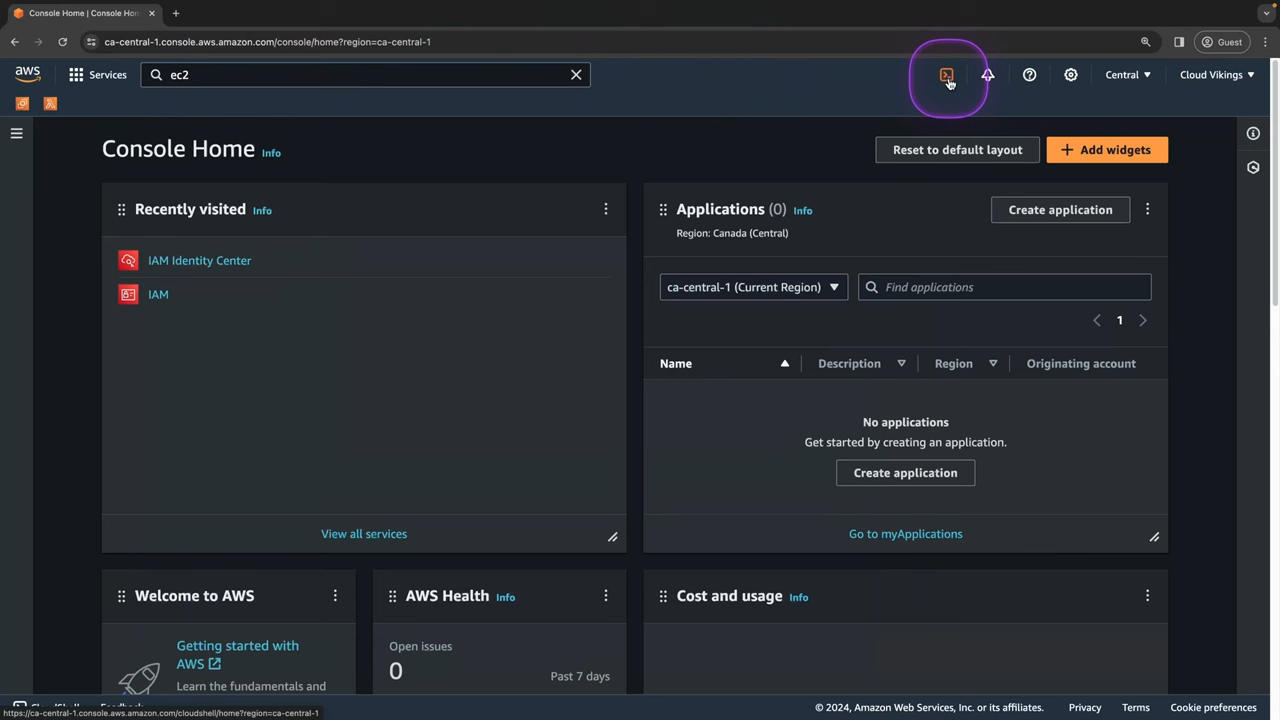 Console Home | Console Hom
ca-central-1.console.aws.amazon.com/console/home?region=ca-central-1
Guest
aws
Services
ec2
Central
Cloud Vikings
Console Home Info
Reset to default layout
Add widgets
Recently visited Info
IAM Identity Center
IAM
View all services
Applications (0) Info
Region: Canada (Central)
Create application
ca-central-1 (Current Region)
Find applications
1
Name
Description
Region
Originating account
No applications
Get started by creating an application.
Create application
Go to myApplications
Welcome to AWS
Getting started with
AWS
Learn the fundamentals and
AWS Health Info
Open issues
0
Past 7 days
Cost and usage Info
https://ca-central-1.console.aws.amazon.com/cloudshell/home?region=ca-central-1
© 2024, Amazon Web Services, Inc. or its affiliates.
Privacy
Terms
Cookie preferences